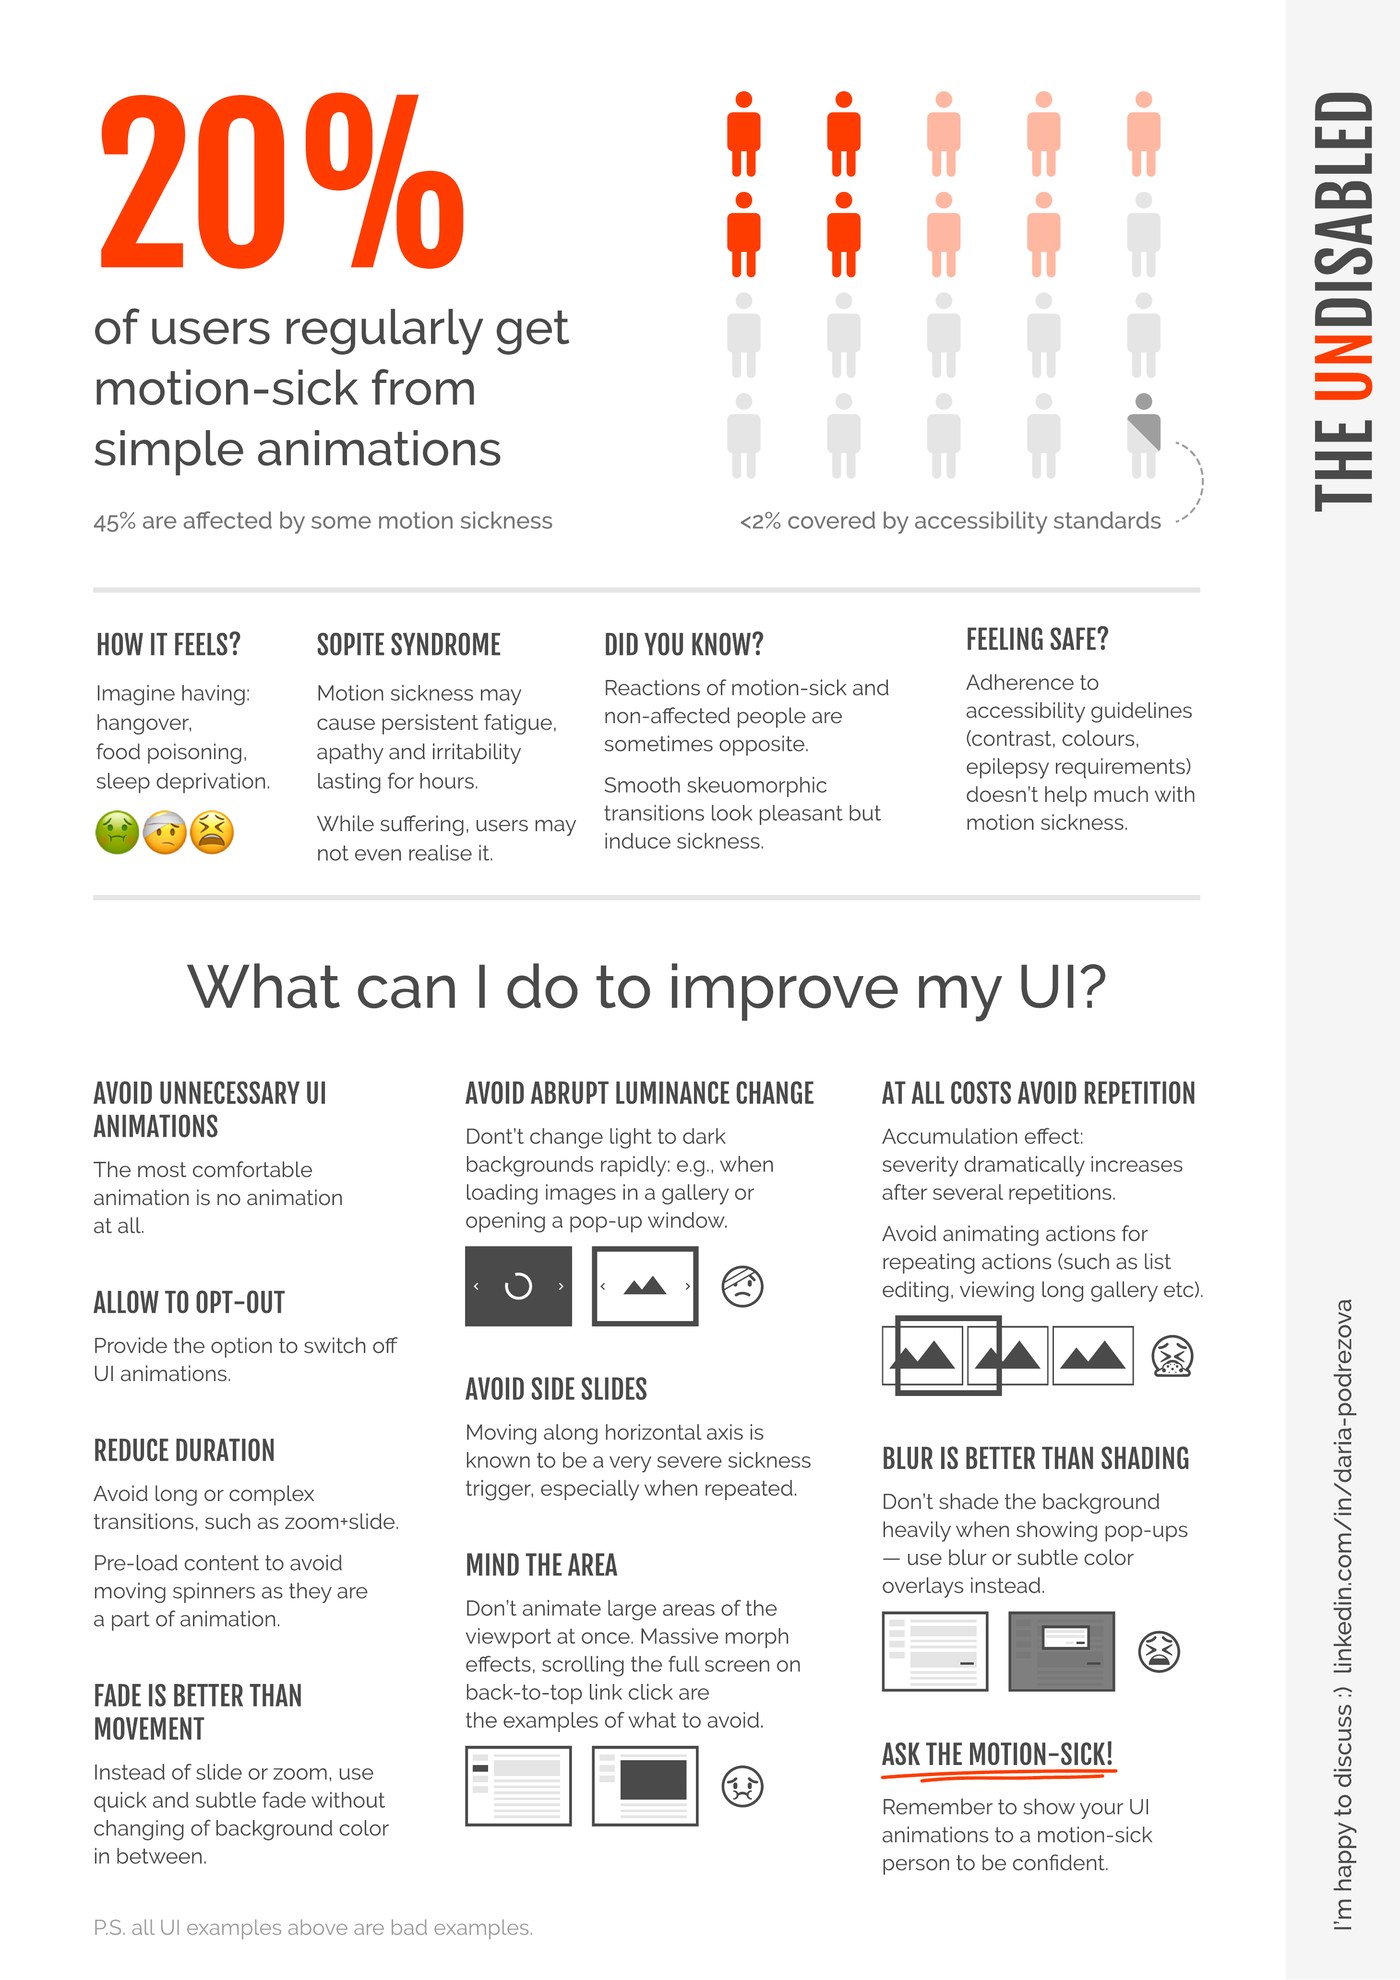 20%
of users regularly get
motion-sick from
simple animations
45% are affected by some motion sickness
<2% covered by accessibility standards
THE UNDISABLED
HOW IT FEELS?
Imagine having:
hangover,
food poisoning,
sleep deprivation.
SOPITE SYNDROME
Motion sickness may
cause persistent fatigue,
apathy and irritability
lasting for hours.
While suffering, users may
not even realise it.
DID YOU KNOW?
Reactions of motion-sick and
non-affected people are
sometimes opposite.
Smooth skeuomorphic
transitions look pleasant but
induce sickness.
FEELING SAFE?
Adherence to
accessibility guidelines
(contrast, colours,
epilepsy requirements)
doesn't help much with
motion sickness.
What can I do to improve my UI?
AVOID UNNECESSARY UI
ANIMATIONS
The most comfortable
animation is no animation
at all.
ALLOW TO OPT-OUT
Provide the option to switch off
UI animations.
REDUCE DURATION
Avoid long or complex
transitions, such as zoom+slide.
Pre-load content to avoid
moving spinners as they are
a part of animation.
FADE IS BETTER THAN
MOVEMENT
Instead of slide or zoom, use
quick and subtle fade without
changing of background color
in between.
AVOID ABRUPT LUMINANCE CHANGE
Dont't change light to dark
backgrounds rapidly: e.g., when
loading images in a gallery or
opening a pop-up window.
AVOID SIDE SLIDES
Moving along horizontal axis is
known to be a very severe sickness
trigger, especially when repeated.
MIND THE AREA
Don't animate large areas of the
viewport at once. Massive morph
effects, scrolling the full screen on
back-to-top link click are
the examples of what to avoid.
AT ALL COSTS AVOID REPETITION
Accumulation effect:
severity dramatically increases
after several repetitions.
Avoid animating actions for
repeating actions (such as list
editing, viewing long gallery etc).
BLUR IS BETTER THAN SHADING
Don't shade the background
heavily when showing pop-ups
— use blur or subtle color
overlays instead.
ASK THE MOTION-SICK!
Remember to show your UI
animations to a motion-sick
person to be confident.
P.S. all UI examples above are bad examples.
I'm happy to discuss :) linkedin.com/in/daria-podrezova